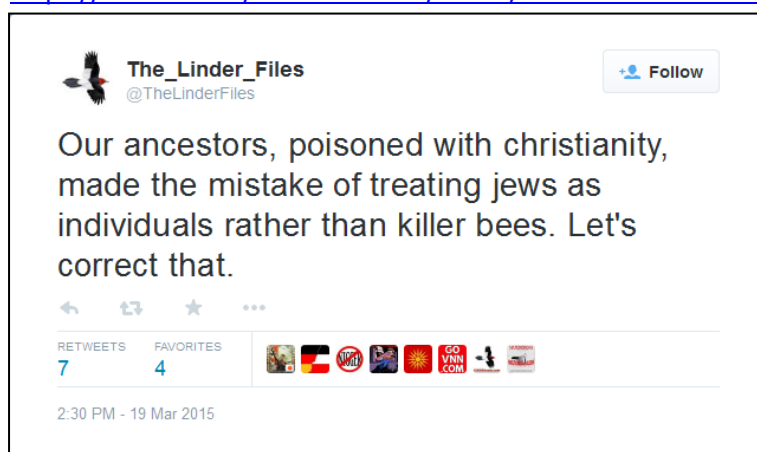 The_Linder_Files
@TheLinderFiles
Follow
Our ancestors, poisoned with christianity,
made the mistake of treating jews as
individuals rather than killer bees. Let's
correct that.
RETWEETS
7
FAVORITES
4
GO
VNN
.COM
2:30 PM - 19 Mar 2015